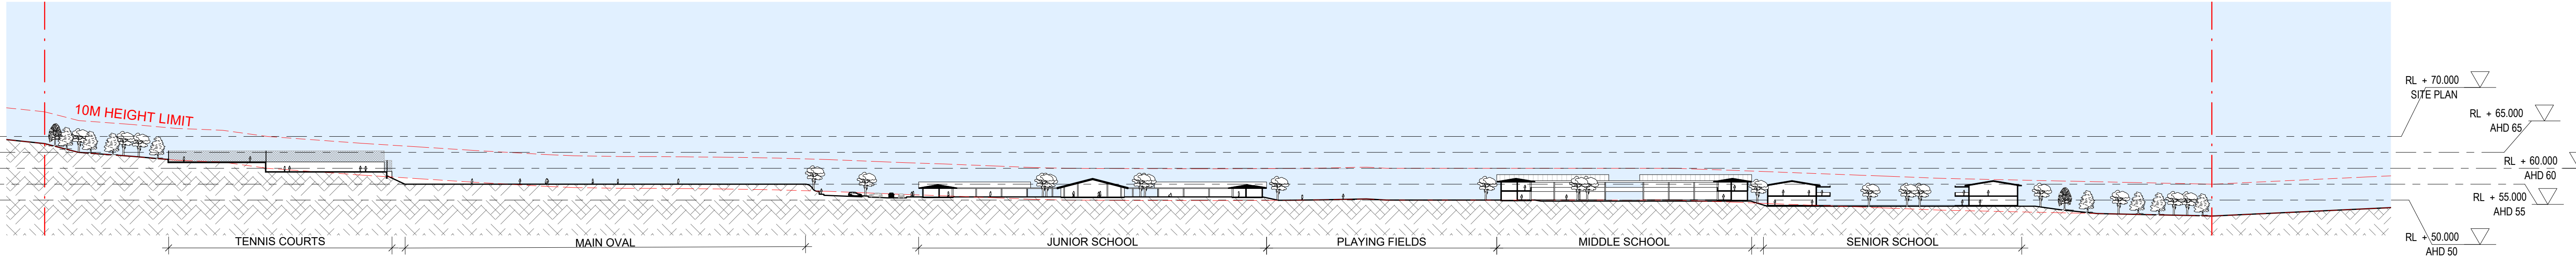 10M HEIGHT LIMIT
RL + 70.000
SITE PLAN
RL + 65.000
AHD 65
RL + 60.000
AHD 60
RL + 55.000
AHD 55
RL + 50.000
AHD 50
TENNIS COURTS
MAIN OVAL
JUNIOR SCHOOL
PLAYING FIELDS
MIDDLE SCHOOL
SENIOR SCHOOL